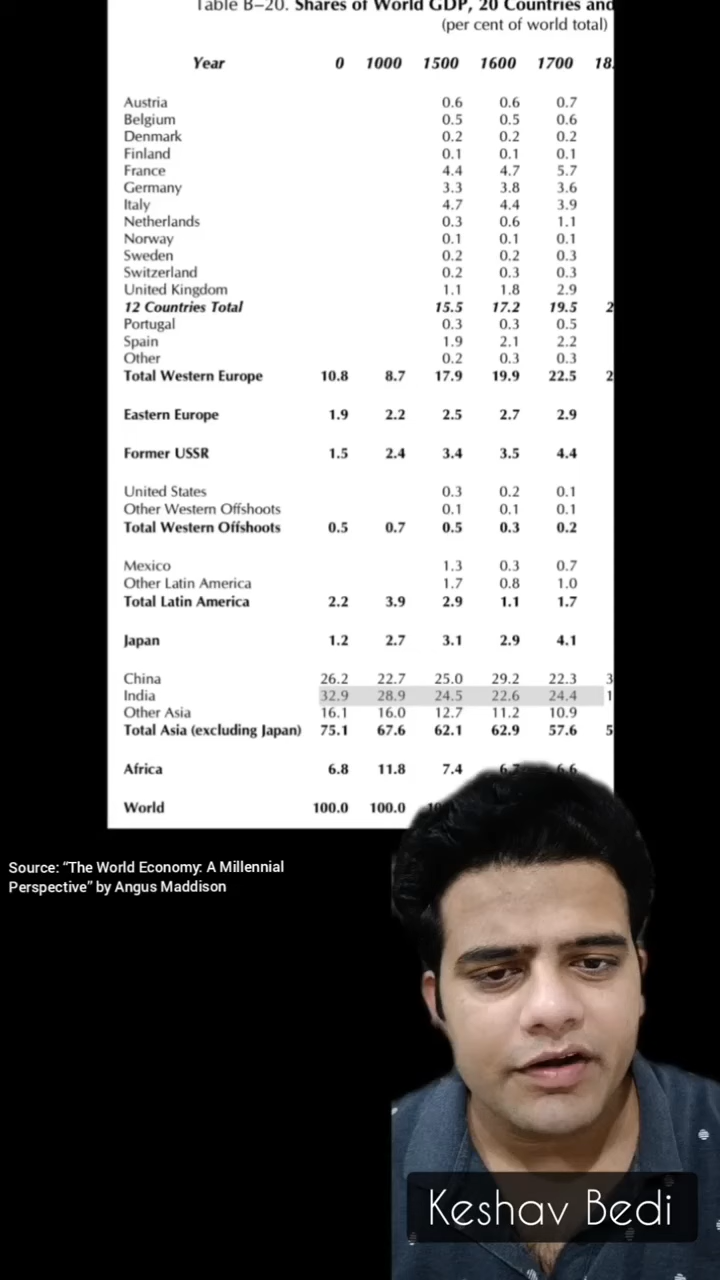 Table B–20. Shares of World GDP, 20 Countries and
(per cent of world total)
Year 0 1000 1500 1600 1700 18
Austria 0.6 0.6 0.7
Belgium 0.5 0.5 0.6
Denmark 0.2 0.2 0.2
Finland 0.1 0.1 0.1
France 4.4 4.7 5.7
Germany 3.3 3.8 3.6
Italy 4.7 4.4 3.9
Netherlands 0.3 0.6 1.1
Norway 0.1 0.1 0.1
Sweden 0.2 0.2 0.3
Switzerland 0.2 0.3 0.3
United Kingdom 1.1 1.8 2.9
12 Countries Total 15.5 17.2 19.5 2
Portugal 0.3 0.3 0.5
Spain 1.9 2.1 2.2
Other 0.2 0.3 0.3
Total Western Europe 10.8 8.7 17.9 19.9 22.5 2
Eastern Europe 1.9 2.2 2.5 2.7 2.9
Former USSR 1.5 2.4 3.4 3.5 4.4
United States 0.3 0.2 0.1
Other Western Offshoots 0.1 0.1 0.1
Total Western Offshoots 0.5 0.7 0.5 0.3 0.2
Mexico 1.3 0.3 0.7
Other Latin America 1.7 0.8 1.0
Total Latin America 2.2 3.9 2.9 1.1 1.7
Japan 1.2 2.7 3.1 2.9 4.1
China 26.2 22.7 25.0 29.2 22.3 3
India 32.9 28.9 24.5 22.6 24.4 1
Other Asia 16.1 16.0 12.7 11.2 10.9
Total Asia (excluding Japan) 75.1 67.6 62.1 62.9 57.6 5
Africa 6.8 11.8 7.4 6.6
World 100.0 100.0
Source: “The World Economy: A Millennial
Perspective” by Angus Maddison
Keshav Bedi